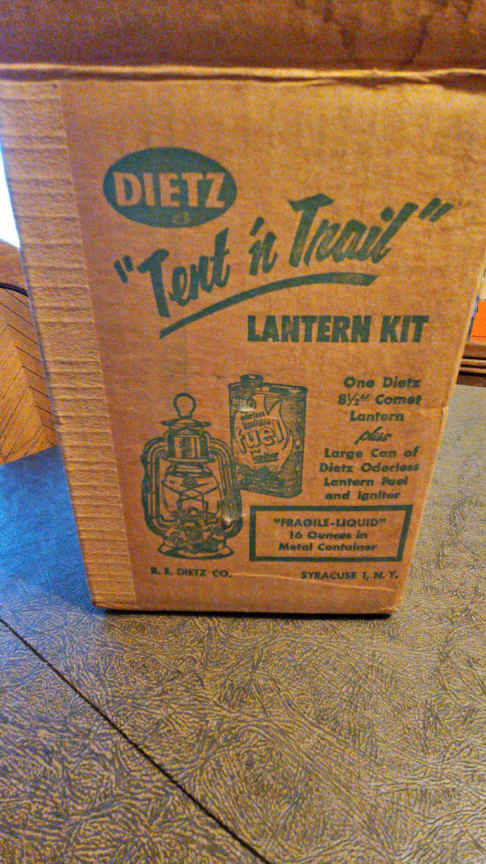 DIETZ
"Tent 'n Trail"
LANTERN KIT
One Dietz
8½" Comet
Lantern
plus
Large Can of
Dietz Odorless
Lantern Fuel
and Igniter
fuel
"FRAGILE-LIQUID"
16 Ounces in
Metal Container
R. E. DIETZ CO.
SYRACUSE 1, N. Y.